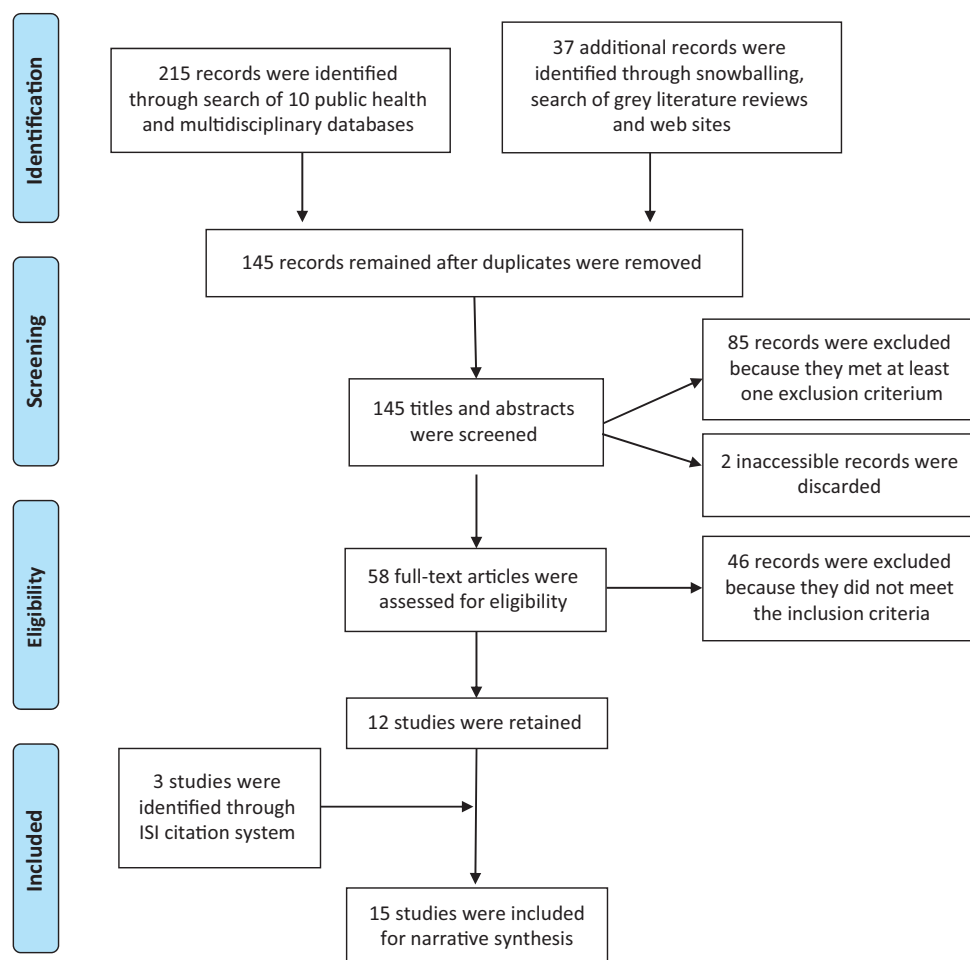 Identification
215 records were identified
through search of 10 public health
and multidisciplinary databases
37 additional records were
identified through snowballing,
search of grey literature reviews
and web sites
Screening
145 records remained after duplicates were removed
145 titles and abstracts
were screened
85 records were excluded
because they met at least
one exclusion criterium
2 inaccessible records were
discarded
Eligibility
58 full-text articles were
assessed for eligibility
46 records were excluded
because they did not meet
the inclusion criteria
12 studies were retained
Included
3 studies were
identified through
ISI citation system
15 studies were included
for narrative synthesis